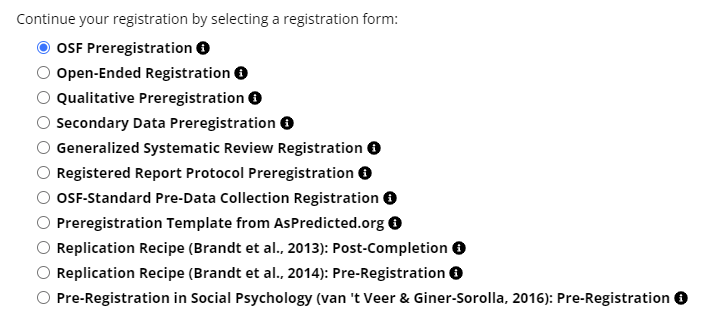 Continue your registration by selecting a registration form:
OSF Preregistration
Open-Ended Registration
Qualitative Preregistration
Secondary Data Preregistration
Generalized Systematic Review Registration
Registered Report Protocol Preregistration
OSF-Standard Pre-Data Collection Registration
Preregistration Template from AsPredicted.org
Replication Recipe (Brandt et al., 2013): Post-Completion
Replication Recipe (Brandt et al., 2014): Pre-Registration
Pre-Registration in Social Psychology (van 't Veer & Giner-Sorolla, 2016): Pre-Registration